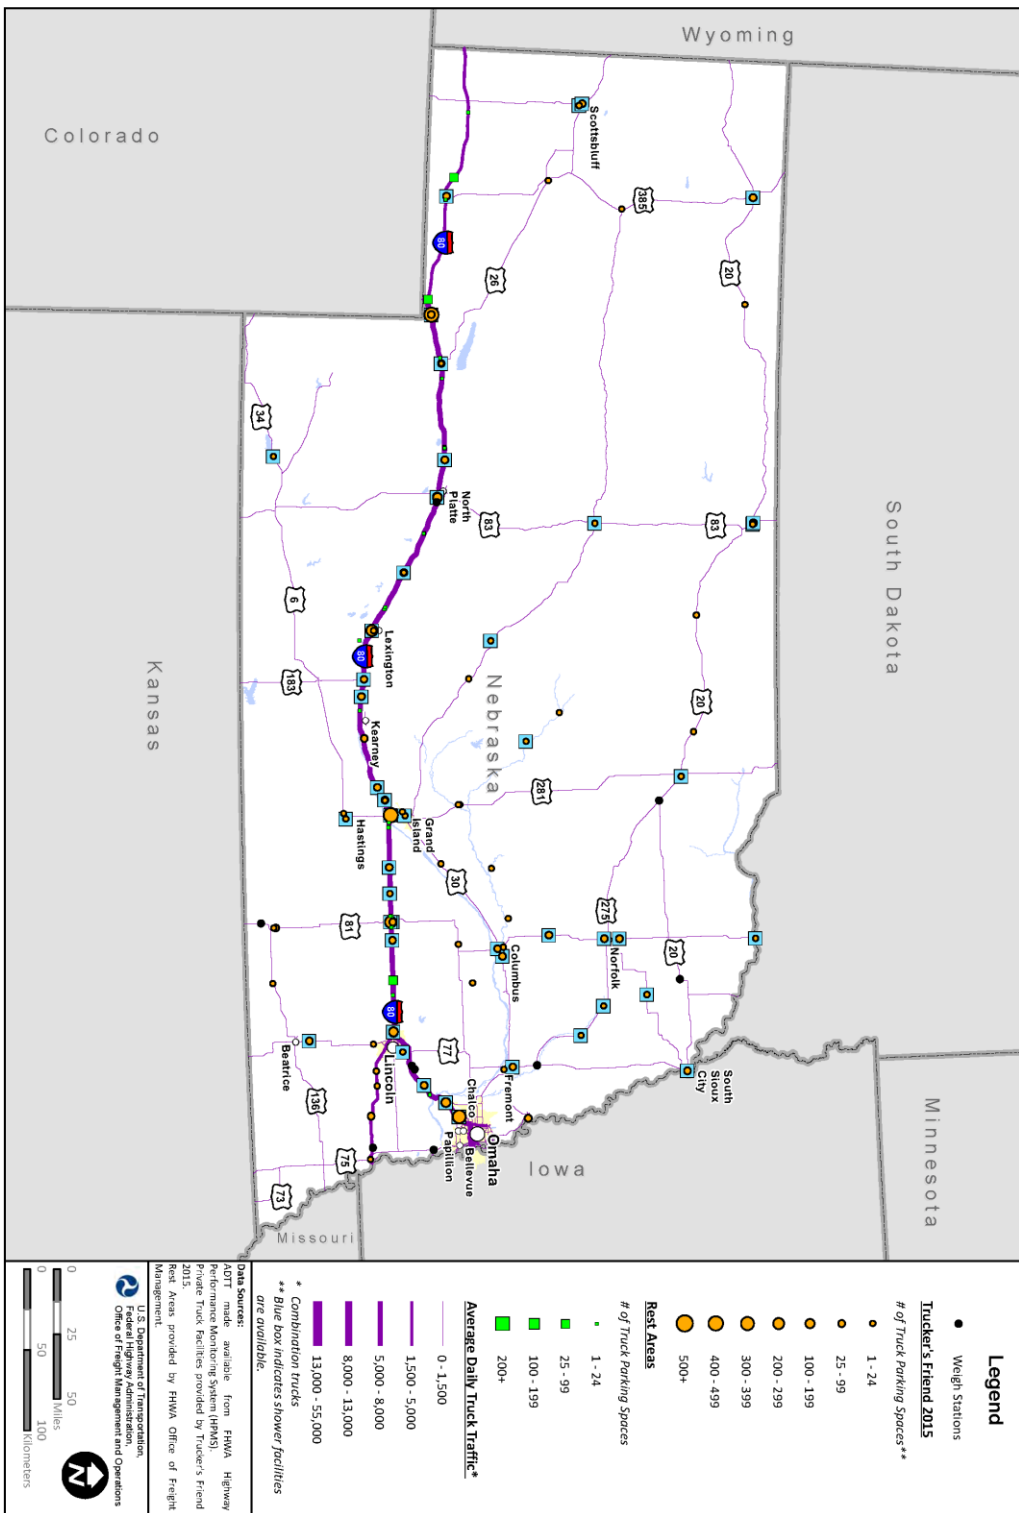 Wyoming
South Dakota
Minnesota
Colorado
Kansas
Nebraska
Iowa
Missouri
Scottsbluff
385
20
80
26
34
North
Platte
83
83
6
Lexington
80
183
Kearney
20
281
Grand
Island
Hastings
30
81
275
Norfolk
Columbus
20
80
Lincoln
77
Beatrice
136
Fremont
Chalco
Omaha
Bellevue
Papillion
South
Sioux
City
75
73
Legend
Weigh Stations
Trucker's Friend 2015
# of Truck Parking Spaces**
1 - 24
25 - 99
100 - 199
200 - 299
300 - 399
400 - 499
500+
Rest Areas
# of Truck Parking Spaces
1 - 24
25 - 99
100 - 199
200+
Average Daily Truck Traffic*
0 - 1,500
1,500 - 5,000
5,000 - 8,000
8,000 - 13,000
13,000 - 55,000
* Combination trucks
** Blue box indicates shower facilities
are available.
Data Sources:
ADTT made available from FHWA Highway
Performance Monitoring System (HPMS).
Private Truck Facilities provided by Trucker's Friend
2015.
Rest Areas provided by FHWA Office of Freight
Management.
U.S. Department of Transportation,
Federal Highway Administration,
Office of Freight Management and Operations
0 25 50
Miles
0 50 100
Kilometers
N